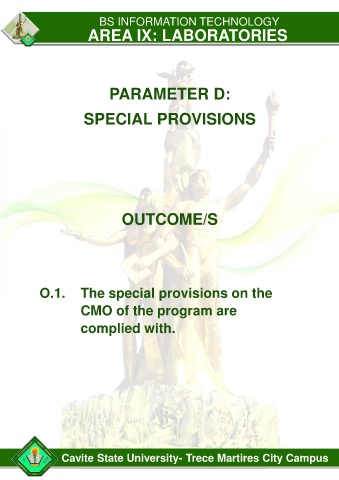 BS INFORMATION TECHNOLOGY
AREA IX: LABORATORIES
PARAMETER D:
SPECIAL PROVISIONS
OUTCOME/S
O.1. The special provisions on the
CMO of the program are
complied with.
Cavite State University- Trece Martires City Campus